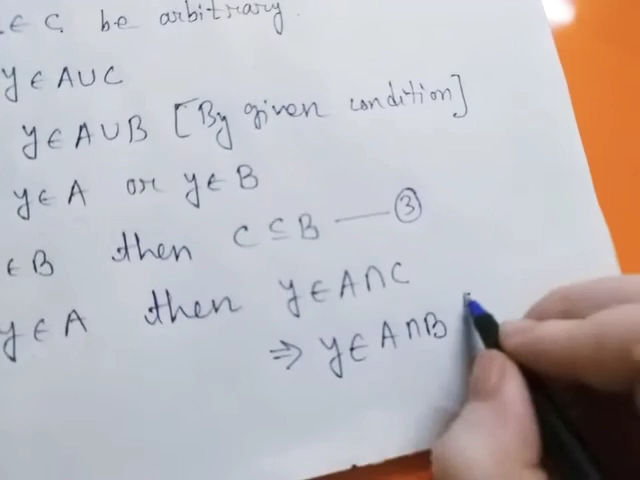 ∈ C, be arbitrary.
y ∈ A∪C
y ∈ A∪B [By given condition]
y ∈ A or y ∈ B
∈ B then C ⊆ B —— ③
y ∈ A then y ∈ A∩C
⇒ y ∈ A∩B [